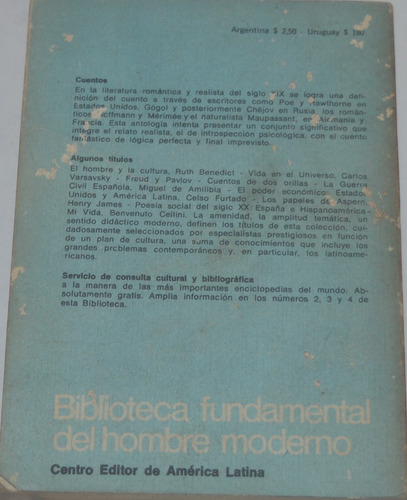 Argentina $ 2,50 - Uruguay $ 180
Cuentos
En la literatura romántica y realista del siglo XIX se logra una defi-
nición del cuento a través de escritores como Poe y Hawthorne en
Estados Unidos, Gógol y posteriormente Chéjov en Rusia, los román-
ticos Hoffmann y Mérimée y el naturalista Maupassant, en Alemania y
Francia. Esta antología intenta presentar un conjunto significativo que
integre el relato realista, el de introspección psicológica, con el cuento
fantástico de lógica perfecta y final imprevisto.
Algunos títulos
El hombre y la cultura, Ruth Benedict - Vida en el Universo, Carlos
Varsavsky - Freud y Pavlov - Cuentos de dos orillas - La Guerra
Civil Española, Miguel de Amilibia - El poder económico: Estados
Unidos y América Latina, Celso Furtado - Los papeles de Aspern,
Henry James - Poesía social del siglo XX: España e Hispanoamérica -
Mi Vida, Benvenuto Cellini. La amenidad, la amplitud temática, un
sentido didáctico moderno, definen los títulos de esta colección, cui-
dadosamente seleccionados por especialistas prestigiosos en función
de un plan de cultura, una suma de conocimientos que incluye los
grandes problemas contemporáneos y, en particular, los latinoame-
ricanos.
Servicio de consulta cultural y bibliográfica
a la manera de las más importantes enciclopedias del mundo. Ab-
solutamente gratis. Amplia información en los números 2, 3 y 4 de
esta Biblioteca.
Biblioteca fundamental
del hombre moderno
Centro Editor de América Latina